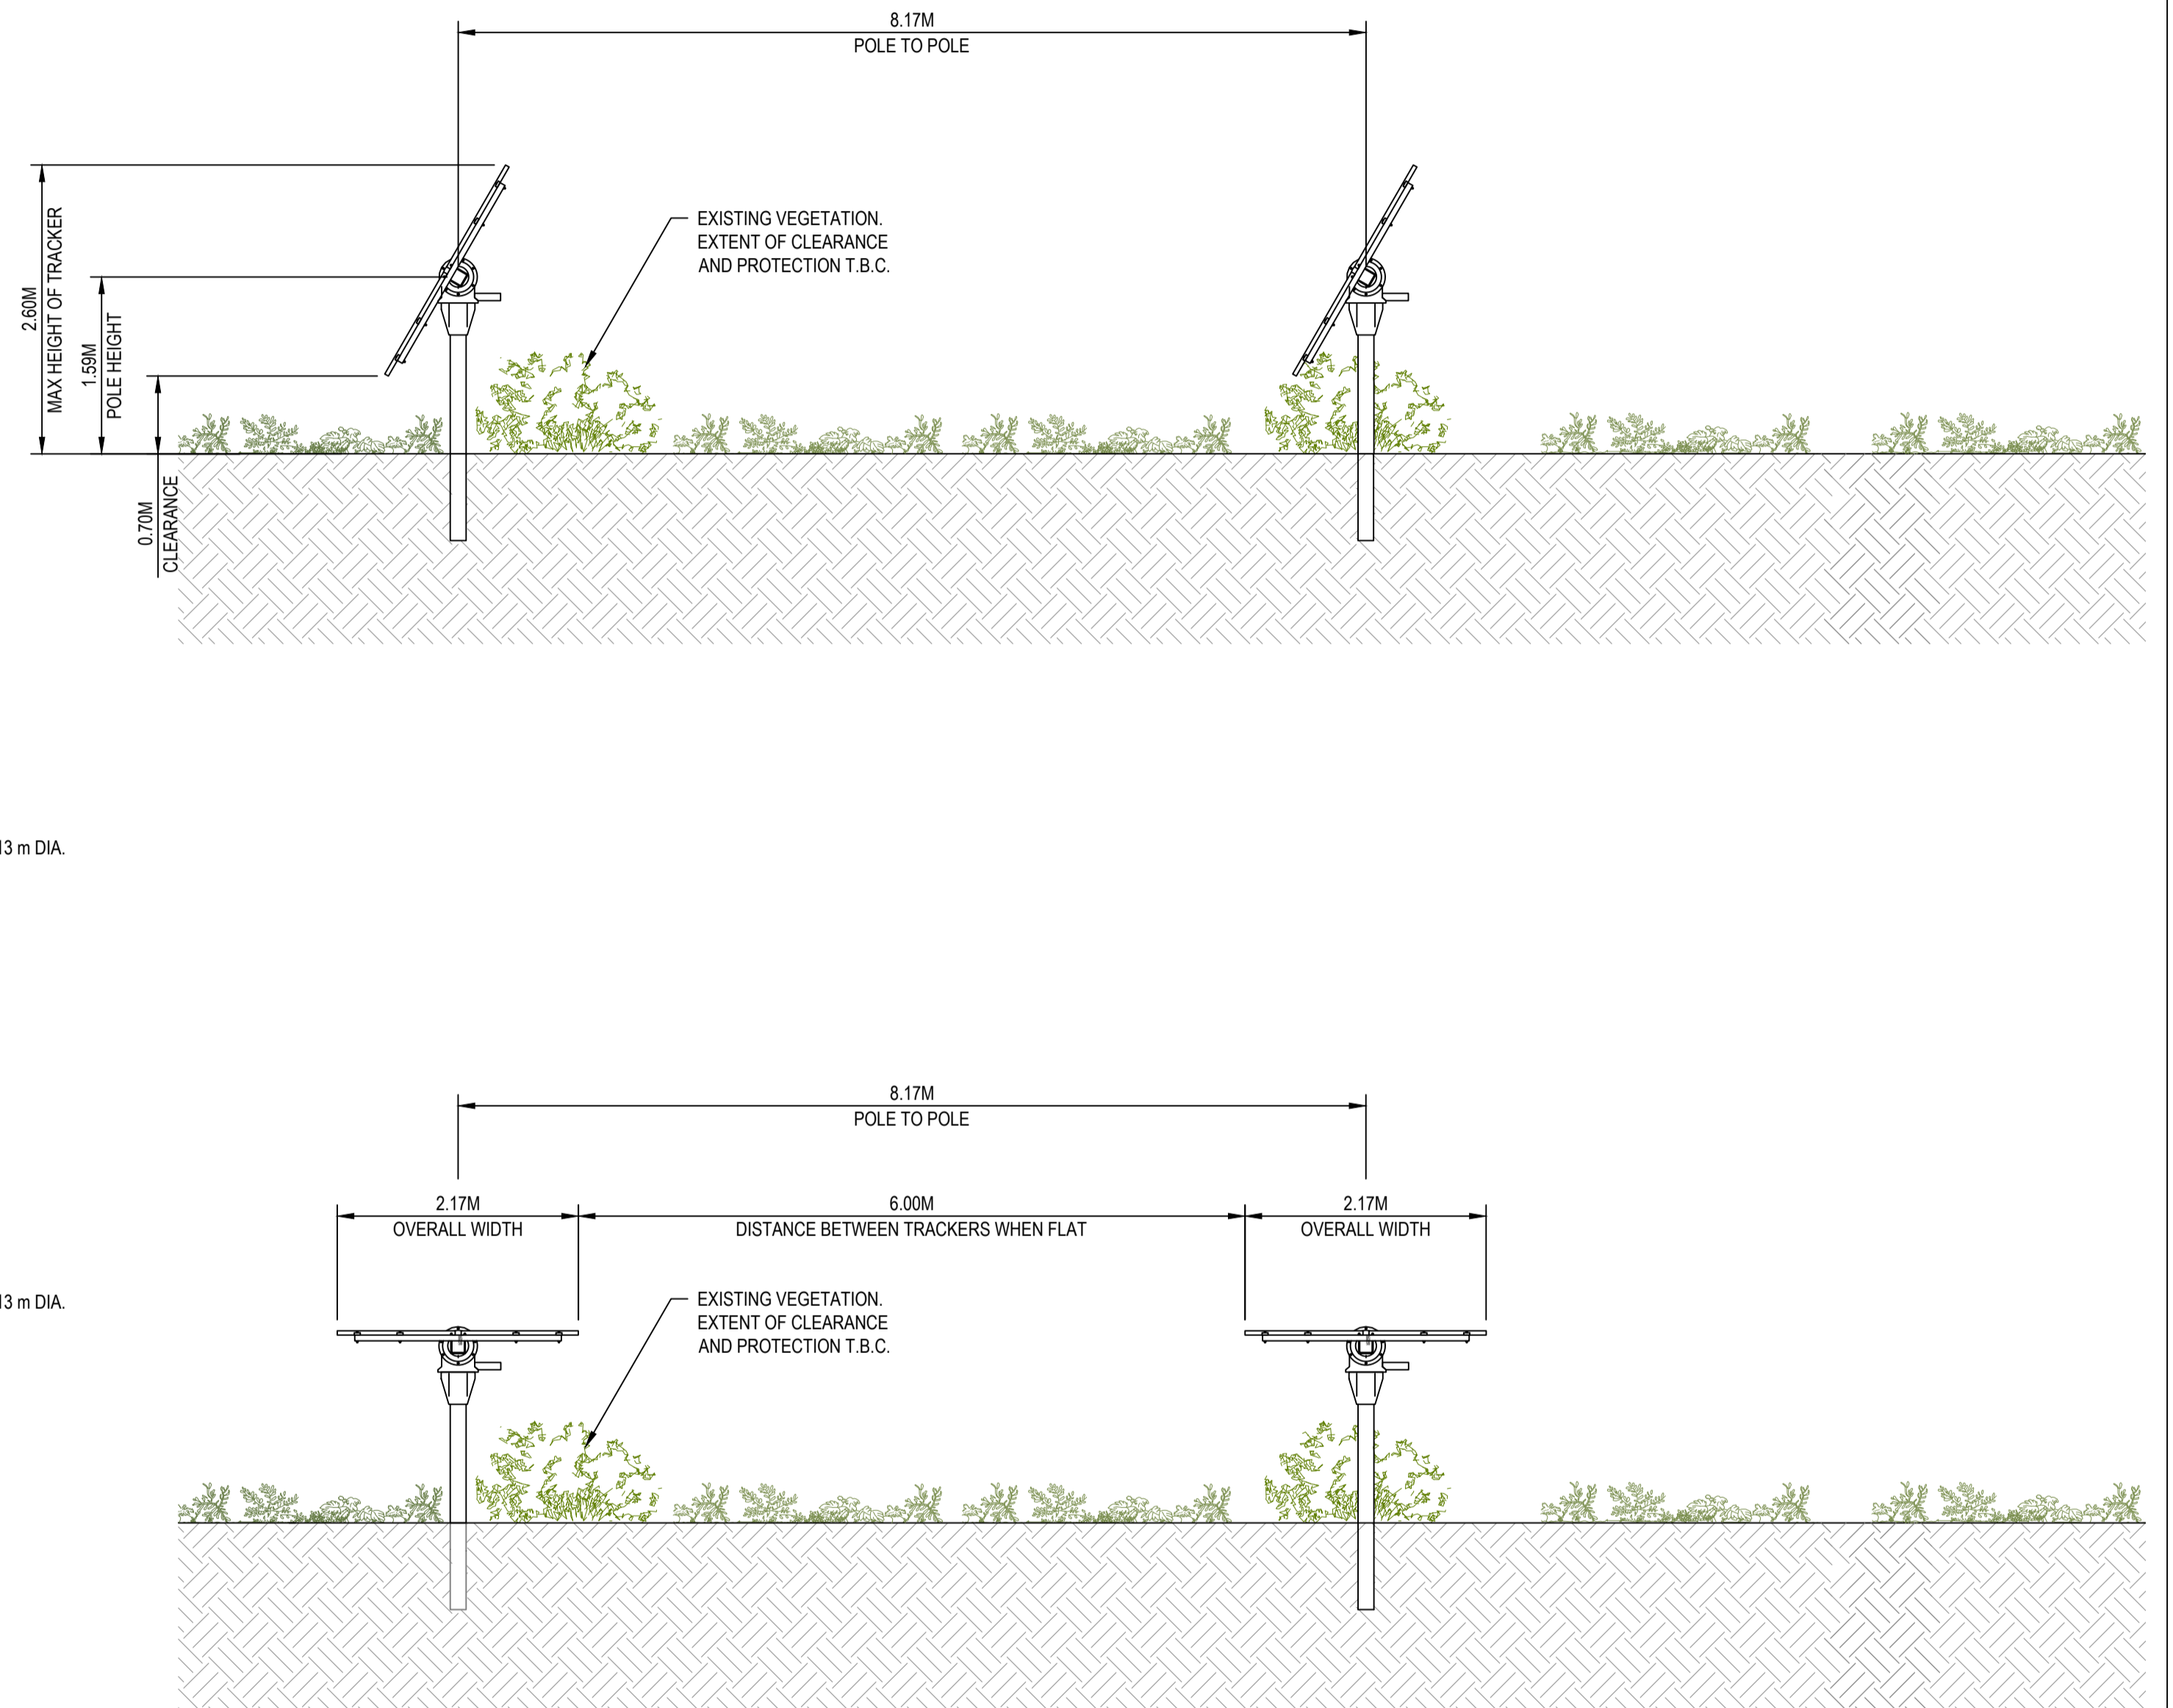 8.17M
POLE TO POLE
2.60M
MAX HEIGHT OF TRACKER
1.59M
POLE HEIGHT
0.70M
CLEARANCE
EXISTING VEGETATION.
EXTENT OF CLEARANCE
AND PROTECTION T.B.C.
13 m DIA.
8.17M
POLE TO POLE
2.17M
OVERALL WIDTH
6.00M
DISTANCE BETWEEN TRACKERS WHEN FLAT
2.17M
OVERALL WIDTH
13 m DIA.
EXISTING VEGETATION.
EXTENT OF CLEARANCE
AND PROTECTION T.B.C.